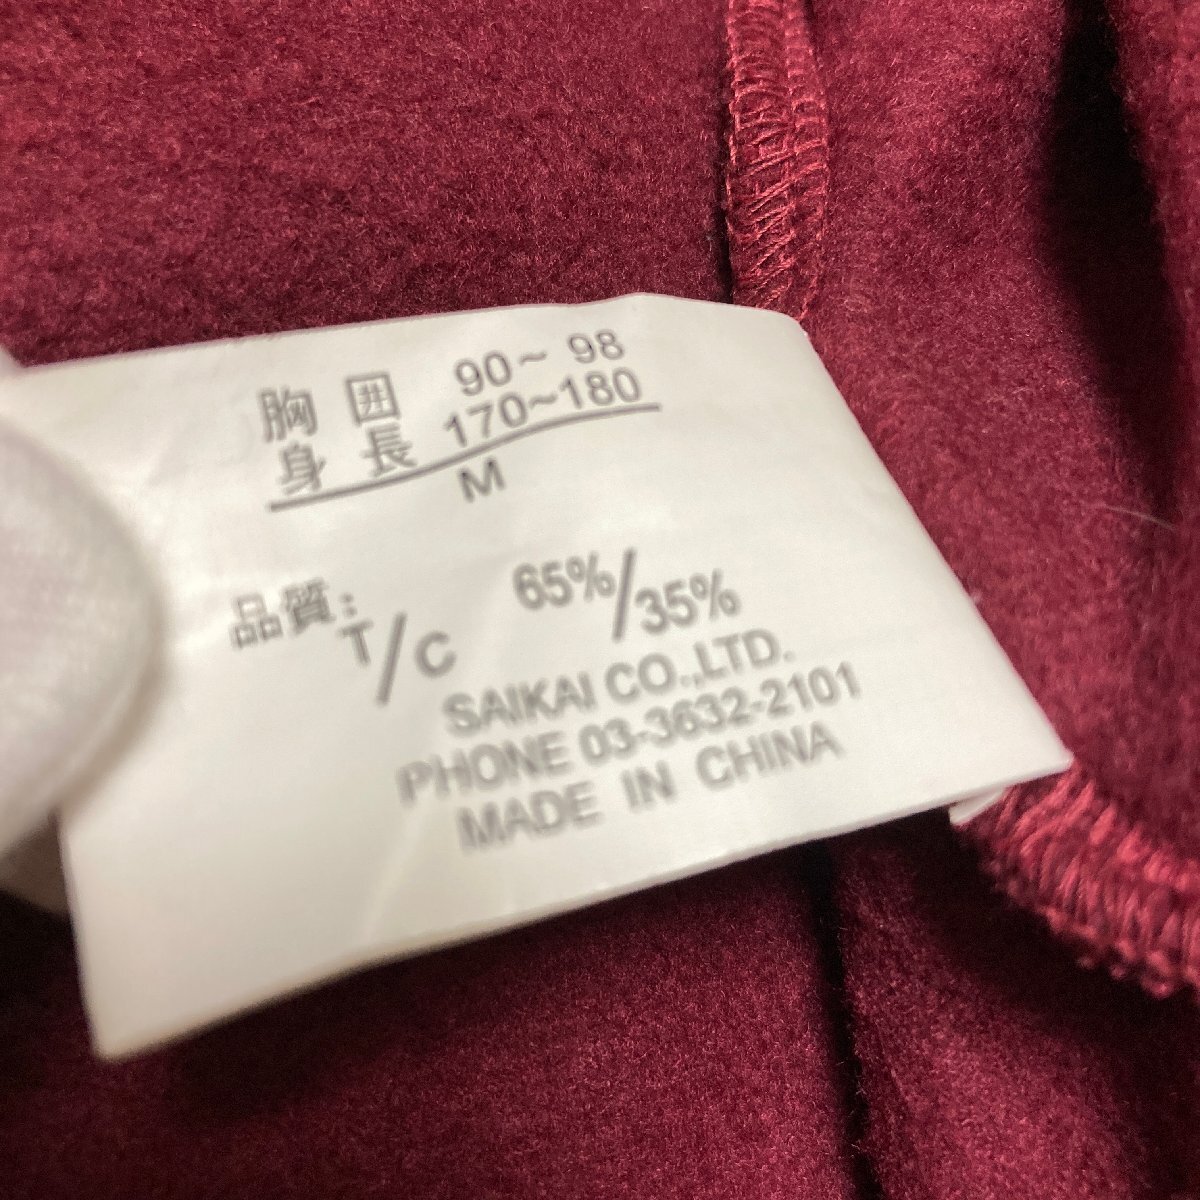 胸 囲 90～ 98
身 長 170～180
M
品質： T/C 65%/35%
SAIKAI CO.,LTD.
PHONE 03-3632-2101
MADE IN CHINA